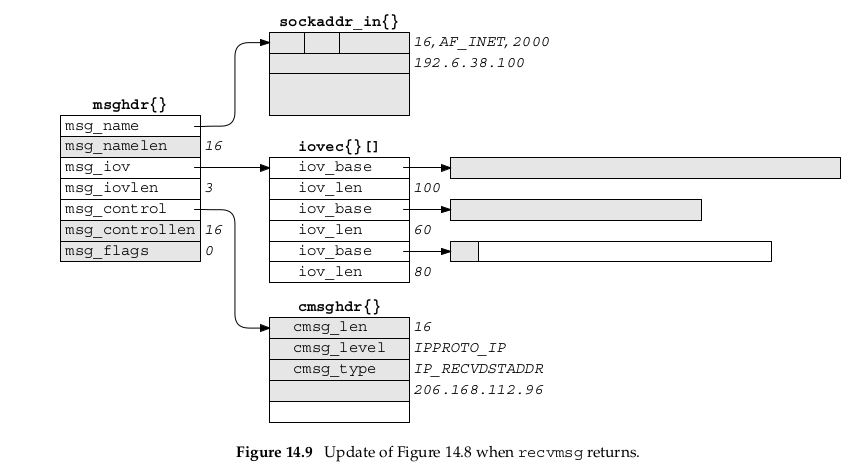 sockaddr_in{}
16,AF_INET,2000
192.6.38.100
msghdr{}
msg_name
msg_namelen 16
msg_iov
msg_iovlen 3
msg_control
msg_controllen 16
msg_flags 0
iovec{}[]
iov_base
iov_len 100
iov_base
iov_len 60
iov_base
iov_len 80
cmsghdr{}
cmsg_len 16
cmsg_level IPPROTO_IP
cmsg_type IP_RECVDSTADDR
206.168.112.96
Figure 14.9 Update of Figure 14.8 when recvmsg returns.